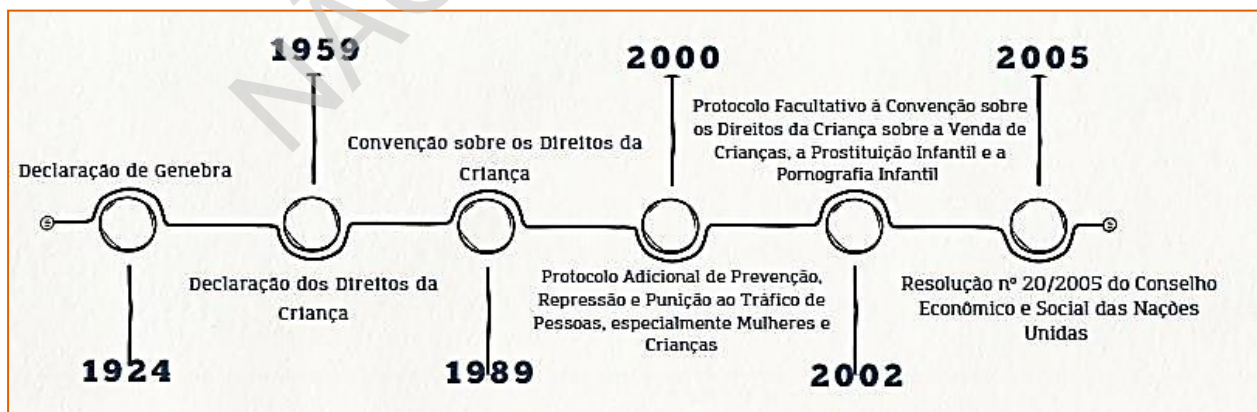 1959
2000
2005
Protocolo Facultativo à Convenção sobre
os Direitos da Criança sobre a Venda de
Crianças, a Prostituição Infantil e a
Pornografia Infantil
Convenção sobre os Direitos da
Criança
Declaração de Genebra
Declaração dos Direitos da
Criança
Protocolo Adicional de Prevenção,
Repressão e Punição ao Tráfico de
Pessoas, especialmente Mulheres e
Crianças
Resolução nº 20/2005 do Conselho
Econômico e Social das Nações
Unidas
1924
1989
2002